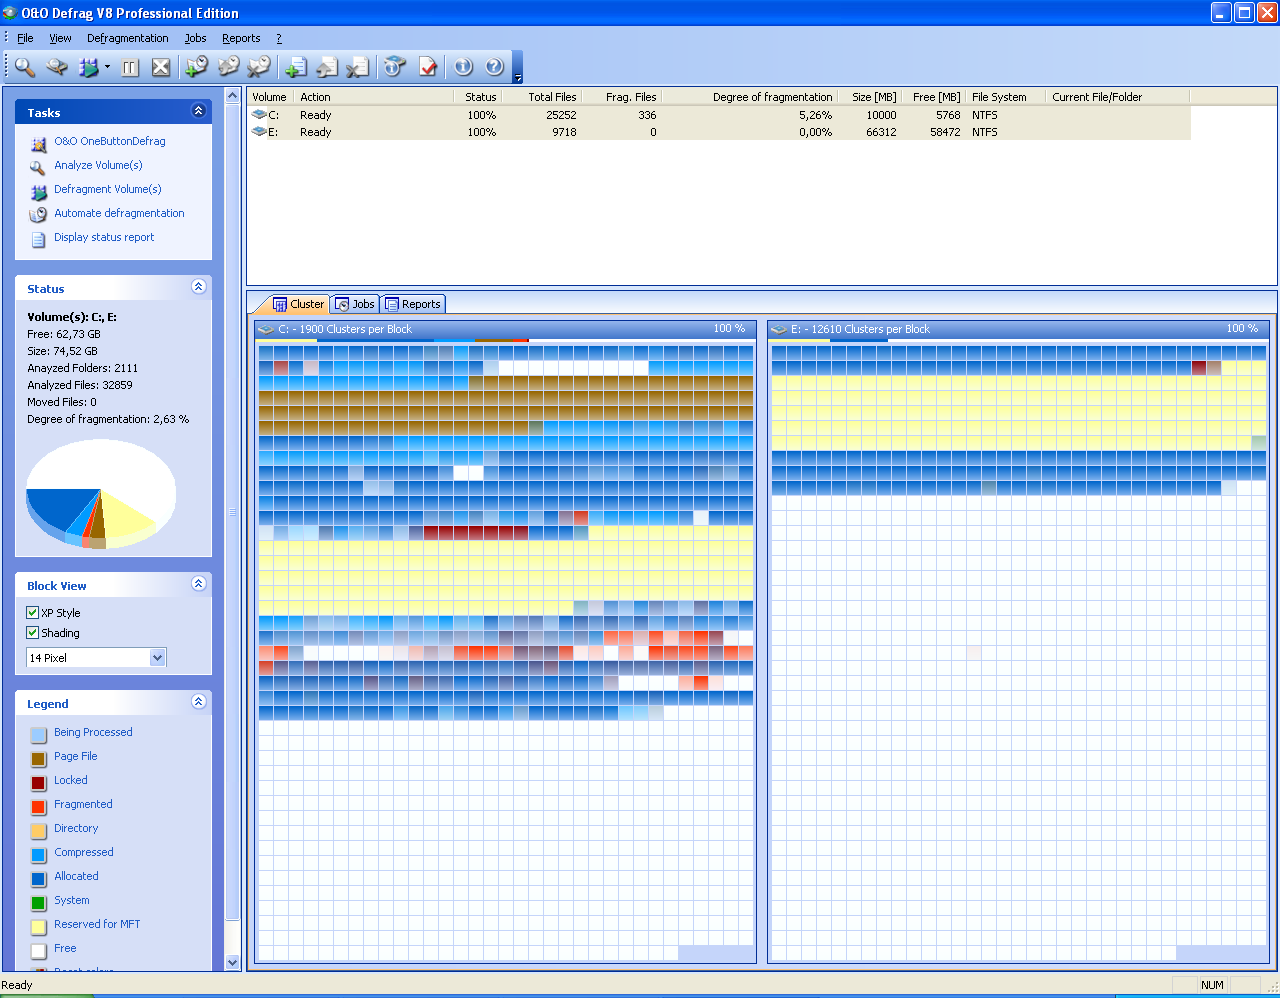 O&O Defrag V8 Professional Edition
File View Defragmentation Jobs Reports ?
Tasks
O&O OneButtonDefrag
Analyze Volume(s)
Defragment Volume(s)
Automate defragmentation
Display status report
Status
Volume(s): C:, E:
Free: 62,73 GB
Size: 74,52 GB
Anayzed Folders: 2111
Analyzed Files: 32859
Moved Files: 0
Degree of fragmentation: 2,63 %
Block View
XP Style
Shading
14 Pixel
Legend
Being Processed
Page File
Locked
Fragmented
Directory
Compressed
Allocated
System
Reserved for MFT
Free
Volume Action Status Total Files Frag. Files Degree of fragmentation Size [MB] Free [MB] File System Current File/Folder
C: Ready 100% 25252 336 5,26% 10000 5768 NTFS
E: Ready 100% 9718 0 0,00% 66312 58472 NTFS
Cluster Jobs Reports
C: - 1900 Clusters per Block 100 %
E: - 12610 Clusters per Block 100 %
Ready NUM